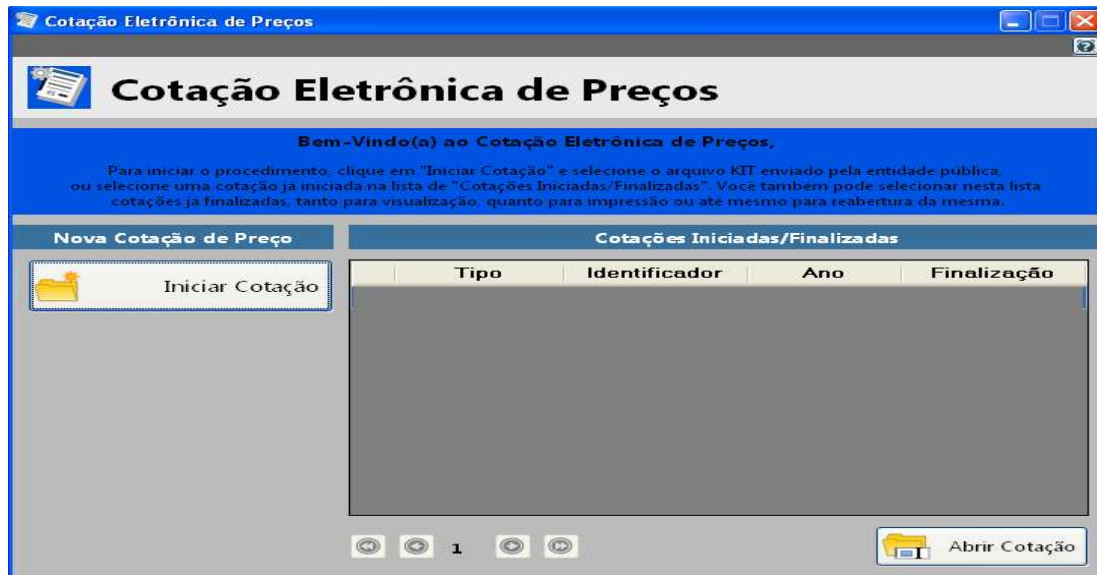 Cotação Eletrônica de Preços
Cotação Eletrônica de Preços
Bem-Vindo(a) ao Cotação Eletrônica de Preços,
Para iniciar o procedimento, clique em "Iniciar Cotação" e selecione o arquivo KIT enviado pela entidade pública,
ou selecione uma cotação já iniciada na lista de "Cotações Iniciadas/Finalizadas". Você também pode selecionar nesta lista
cotações já finalizadas, tanto para visualização, quanto para impressão ou até mesmo para reabertura da mesma.
Nova Cotação de Preço
Cotações Iniciadas/Finalizadas
Iniciar Cotação
Tipo Identificador Ano Finalização
1
Abrir Cotação